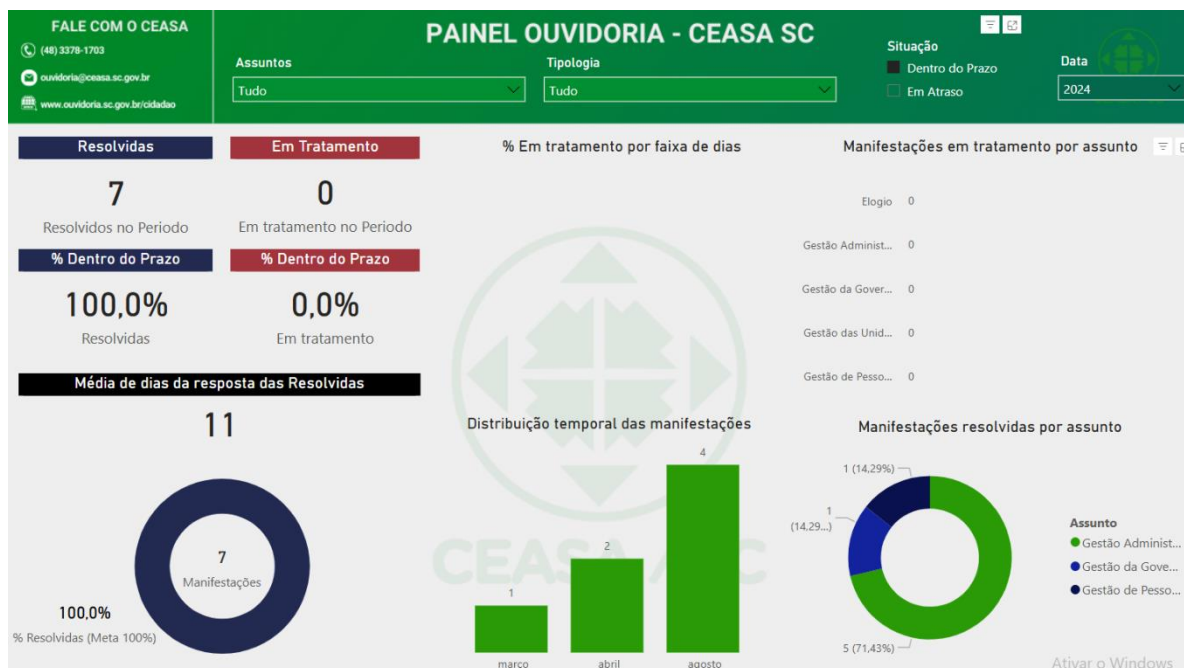 FALE COM O CEASA
(48) 3378-1703
ouvidoria@ceasa.sc.gov.br
www.ouvidoria.sc.gov.br/cidadao
PAINEL OUVIDORIA - CEASA SC
Assuntos
Tudo
Tipologia
Tudo
Situação
Dentro do Prazo
Em Atraso
Data
2024
Resolvidas
7
Resolvidos no Periodo
Em Tratamento
0
Em tratamento no Periodo
% Dentro do Prazo
100,0%
Resolvidas
% Dentro do Prazo
0,0%
Em tratamento
Média de dias da resposta das Resolvidas
11
7
Manifestações
100,0%
% Resolvidas (Meta 100%)
% Em tratamento por faixa de dias
Manifestações em tratamento por assunto
Elogio 0
Gestão Administ... 0
Gestão da Gover... 0
Gestão das Unid... 0
Gestão de Pesso... 0
Distribuição temporal das manifestações
4
2
1
março abril agosto
Manifestações resolvidas por assunto
1 (14,29%)
1
(14,29...)
5 (71,43%)
Assunto
Gestão Administ...
Gestão da Gove...
Gestão de Pesso...
Ativar o Windows